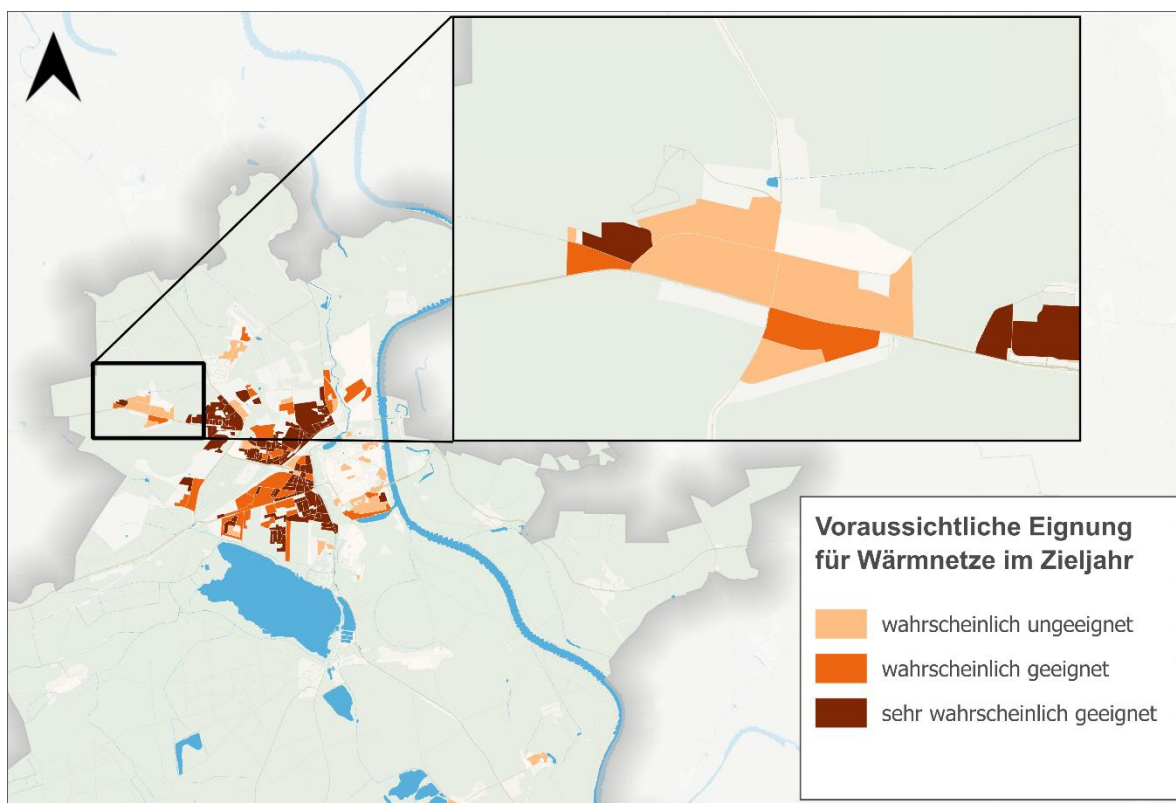 Voraussichtliche Eignung
für Wärmnetze im Zieljahr
wahrscheinlich ungeeignet
wahrscheinlich geeignet
sehr wahrscheinlich geeignet